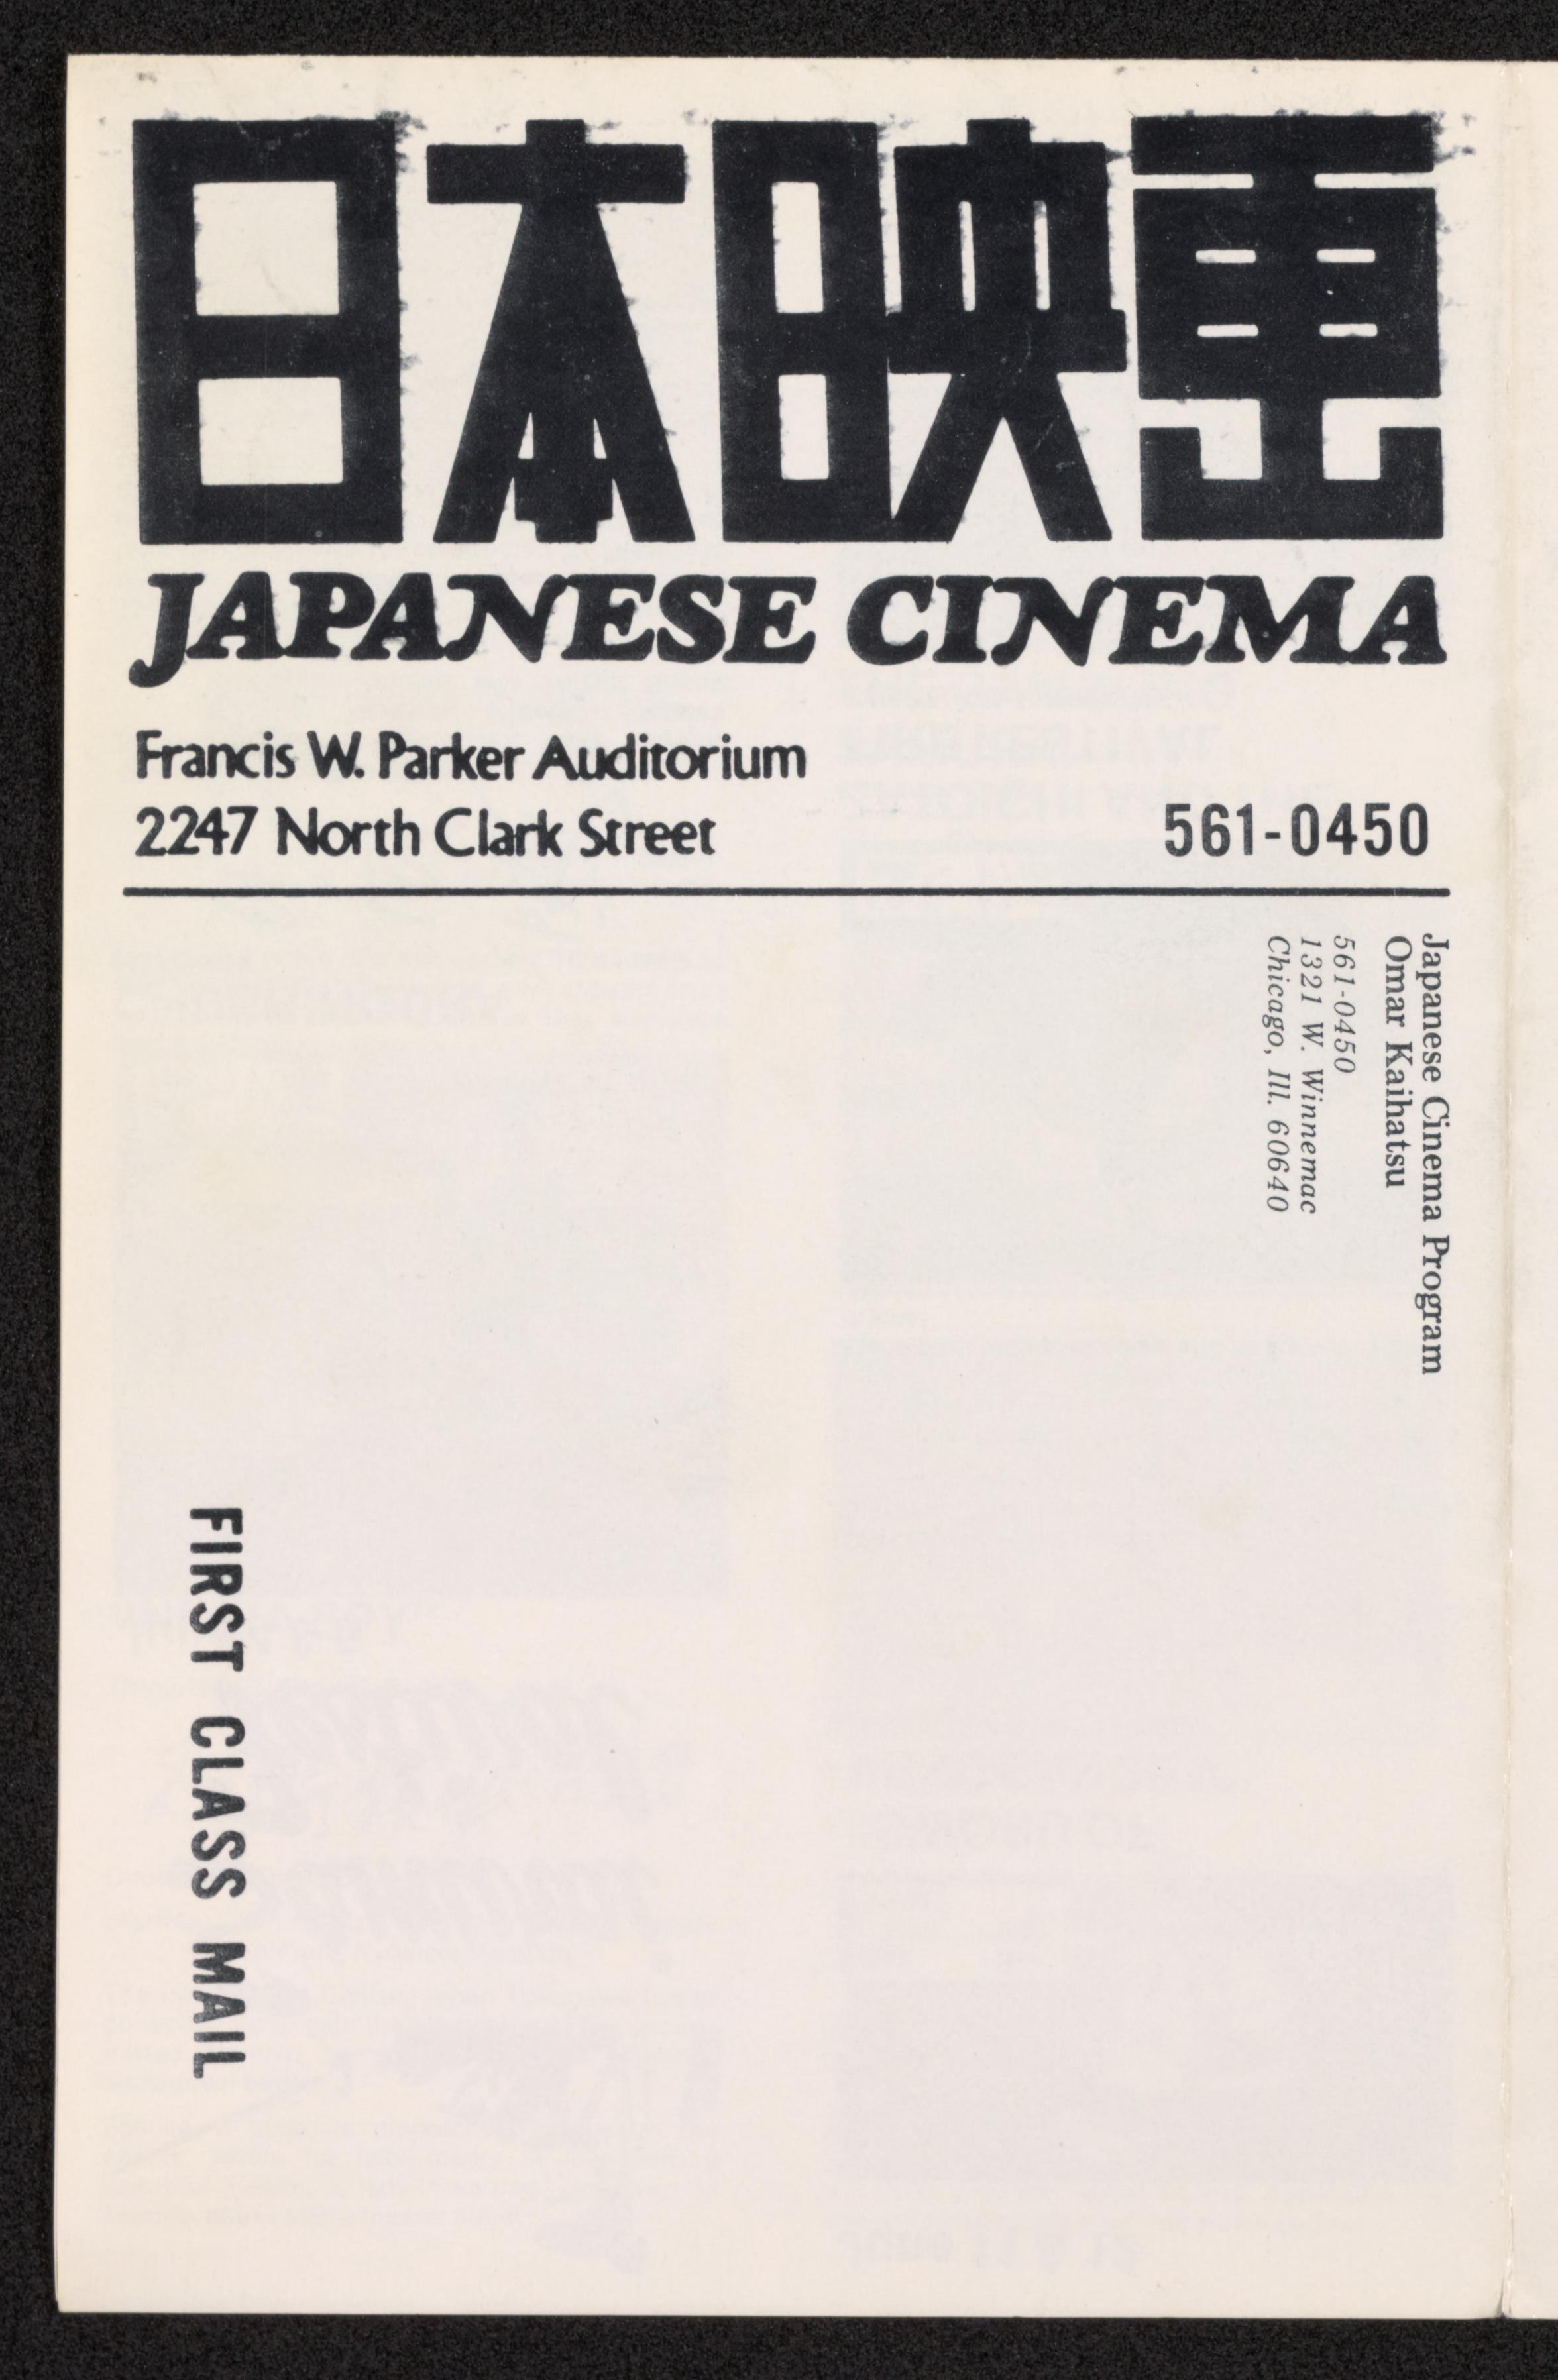 日本映画
JAPANESE CINEMA
Francis W. Parker Auditorium
2247 North Clark Street
561-0450
Japanese Cinema Program
Omar Kaihatsu
561-0450
1321 W. Winnemac
Chicago, Ill. 60640
FIRST CLASS MAIL